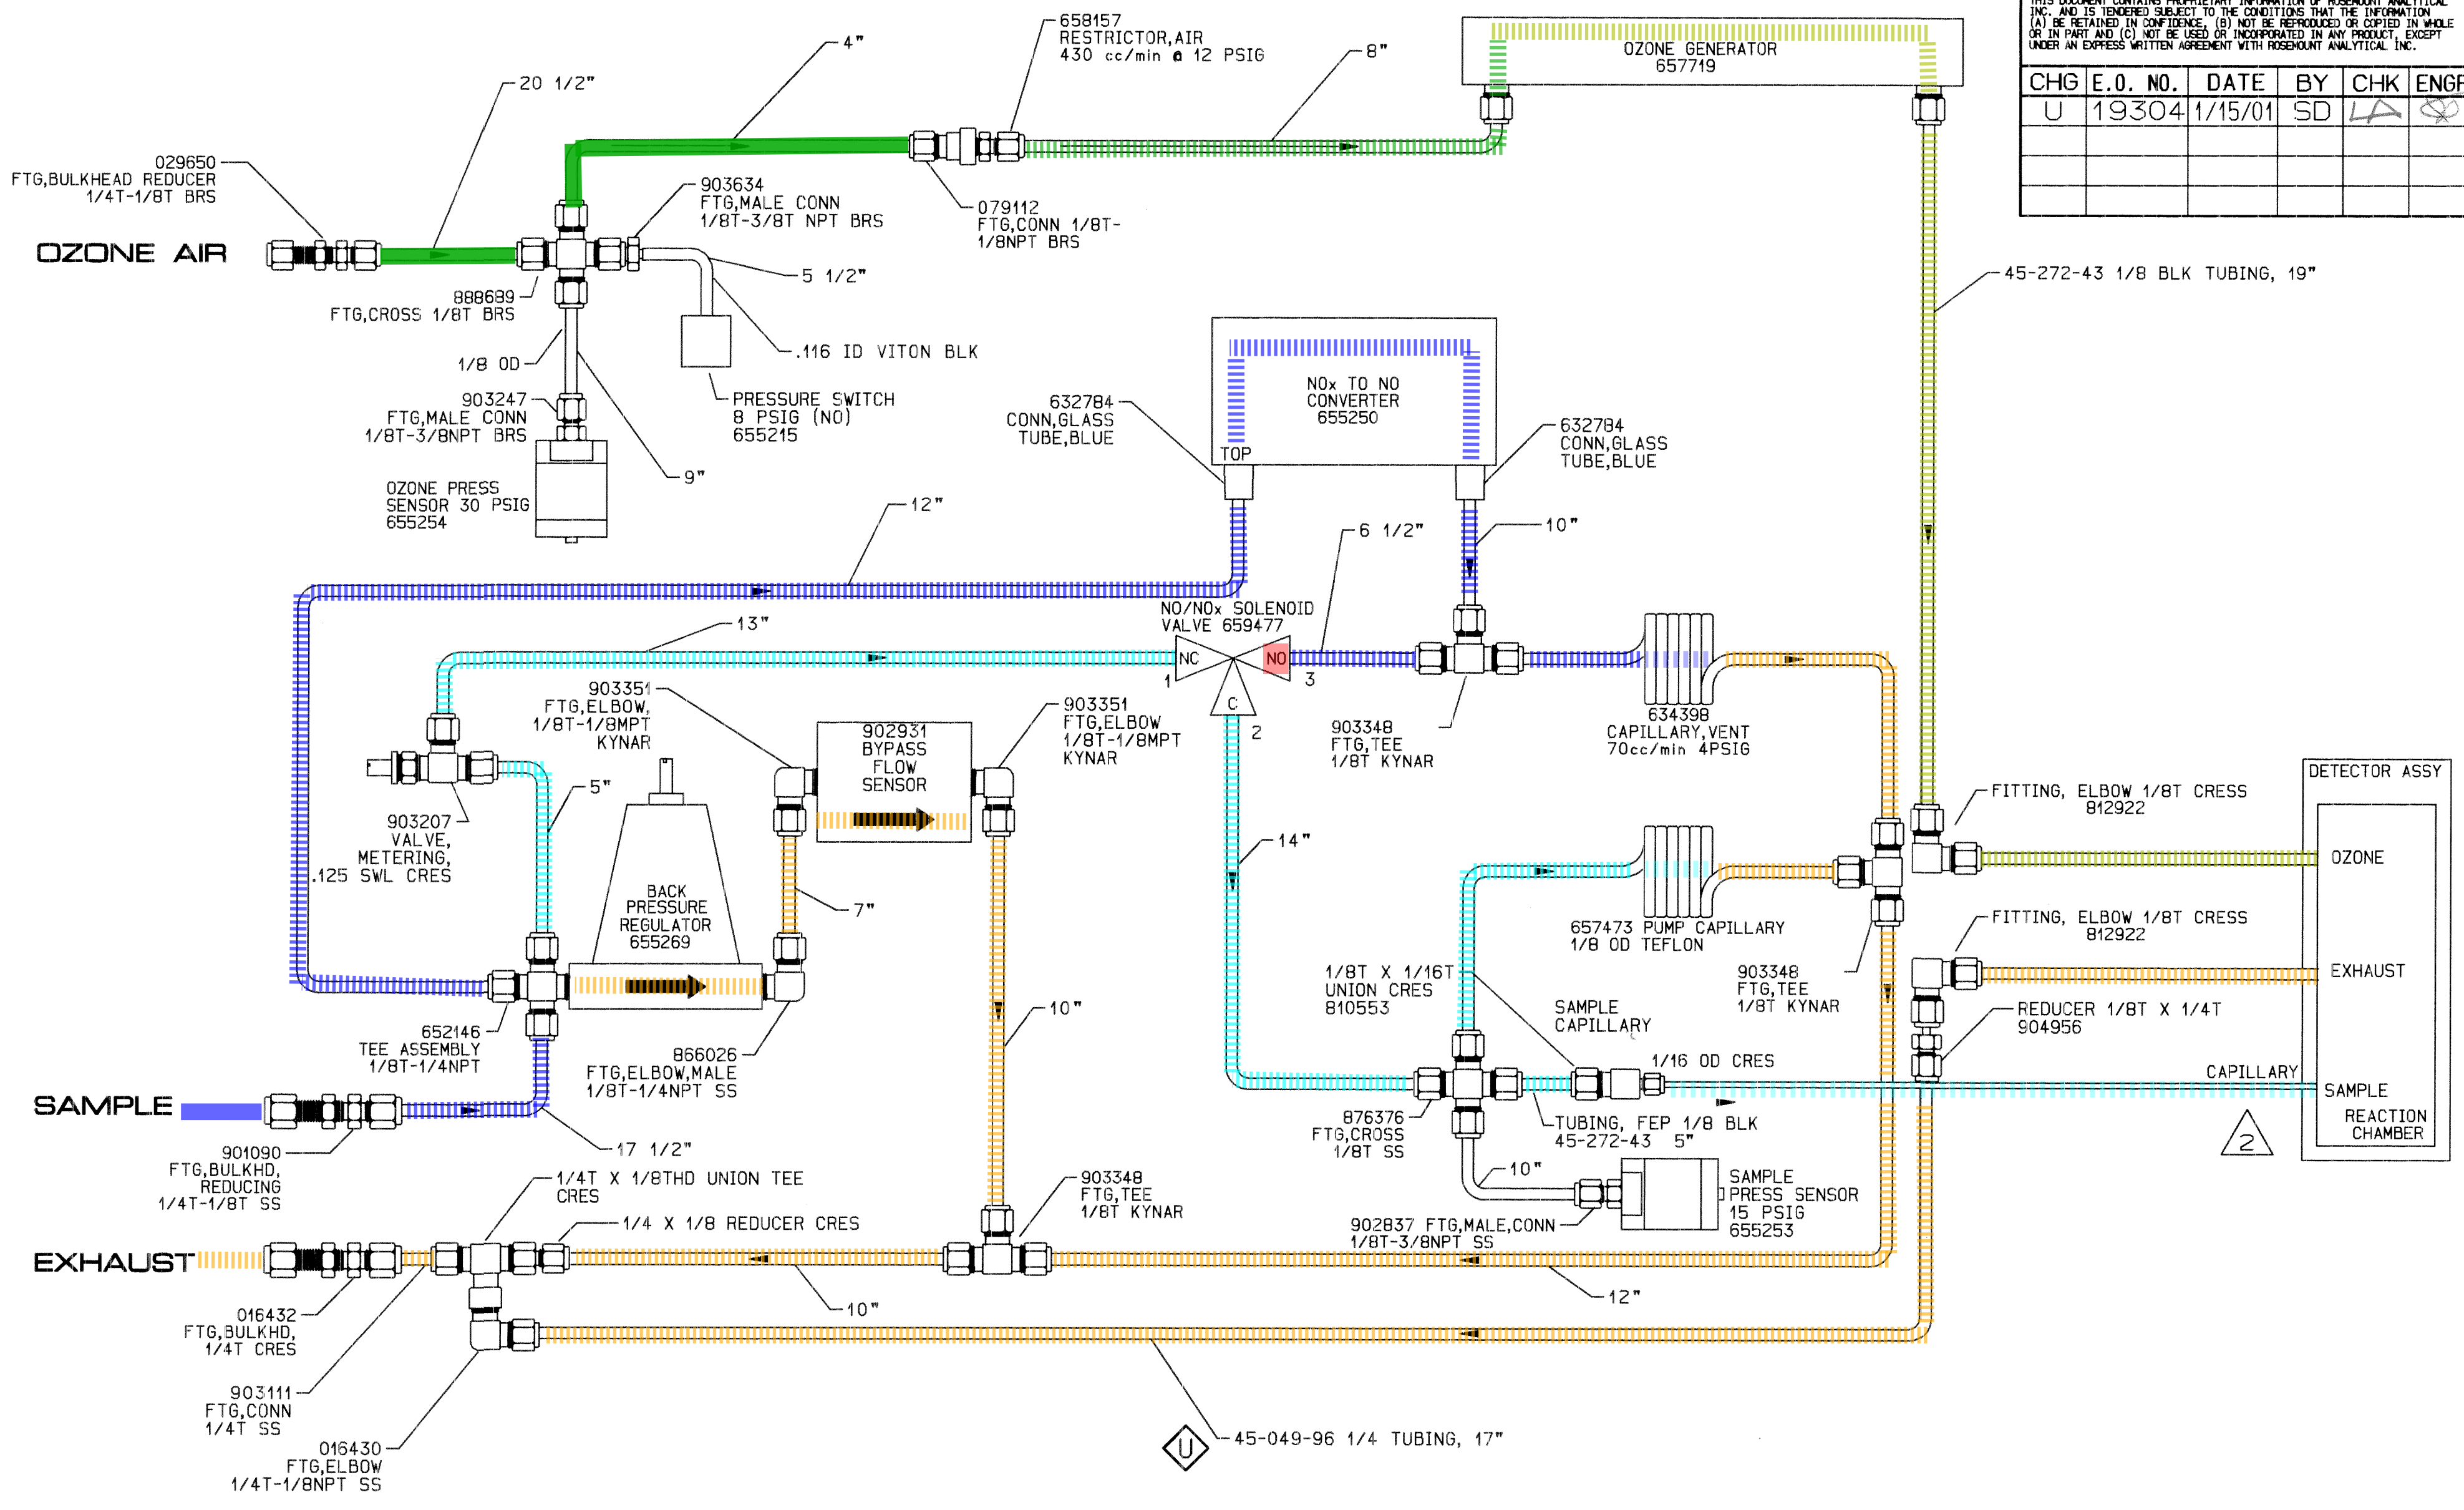 THIS DOCUMENT CONTAINS PROPRIETARY INFORMATION OF ROSEMOUNT ANALYTICAL
INC. AND IS TENDERED SUBJECT TO THE CONDITIONS THAT THE INFORMATION
(A) BE RETAINED IN CONFIDENCE, (B) NOT BE REPRODUCED OR COPIED IN WHOLE
OR IN PART AND (C) NOT BE USED OR INCORPORATED IN ANY PRODUCT, EXCEPT
UNDER AN EXPRESS WRITTEN AGREEMENT WITH ROSEMOUNT ANALYTICAL INC.
CHG E.O. NO. DATE BY CHK ENGR
U 19304 1/15/01 SD LA
658157
RESTRICTOR,AIR
430 cc/min @ 12 PSIG
4"
8"
20 1/2"
OZONE GENERATOR
657719
029650
FTG,BULKHEAD REDUCER
1/4T-1/8T BRS
903634
FTG,MALE CONN
1/8T-3/8T NPT BRS
079112
FTG,CONN 1/8T-
1/8NPT BRS
OZONE AIR
5 1/2"
45-272-43 1/8 BLK TUBING, 19"
888689
FTG,CROSS 1/8T BRS
1/8 OD
.116 ID VITON BLK
903247
FTG,MALE CONN
1/8T-3/8NPT BRS
PRESSURE SWITCH
8 PSIG (NO)
655215
9"
OZONE PRESS
SENSOR 30 PSIG
655254
NOx TO NO
CONVERTER
655250
TOP
632784
CONN,GLASS
TUBE,BLUE
632784
CONN,GLASS
TUBE,BLUE
12"
6 1/2"
10"
13"
NO/NOx SOLENOID
VALVE 659477
NC
NO
C
1
2
3
903351
FTG,ELBOW,
1/8T-1/8MPT
KYNAR
902931
BYPASS
FLOW
SENSOR
903351
FTG,ELBOW
1/8T-1/8MPT
KYNAR
903348
FTG,TEE
1/8T KYNAR
634398
CAPILLARY,VENT
70cc/min 4PSIG
DETECTOR ASSY
5"
903207
VALVE,
METERING,
.125 SWL CRES
14"
FITTING, ELBOW 1/8T CRESS
812922
OZONE
BACK
PRESSURE
REGULATOR
655269
7"
657473 PUMP CAPILLARY
1/8 OD TEFLON
FITTING, ELBOW 1/8T CRESS
812922
1/8T X 1/16T
UNION CRES
810553
903348
FTG,TEE
1/8T KYNAR
EXHAUST
652146
TEE ASSEMBLY
1/8T-1/4NPT
866026
FTG,ELBOW,MALE
1/8T-1/4NPT SS
10"
SAMPLE
CAPILLARY
REDUCER 1/8T X 1/4T
904956
1/16 OD CRES
CAPILLARY
SAMPLE
SAMPLE
REACTION
CHAMBER
2
876376
FTG,CROSS
1/8T SS
TUBING, FEP 1/8 BLK
45-272-43 5"
17 1/2"
901090
FTG,BULKHD,
REDUCING
1/4T-1/8T SS
1/4T X 1/8THD UNION TEE
CRES
903348
FTG,TEE
1/8T KYNAR
10"
SAMPLE
PRESS SENSOR
15 PSIG
655253
1/4 X 1/8 REDUCER CRES
902837 FTG,MALE,CONN
1/8T-3/8NPT SS
EXHAUST
016432
FTG,BULKHD,
1/4T CRES
10"
12"
903111
FTG,CONN
1/4T SS
016430
FTG,ELBOW
1/4T-1/8NPT SS
U
45-049-96 1/4 TUBING, 17"